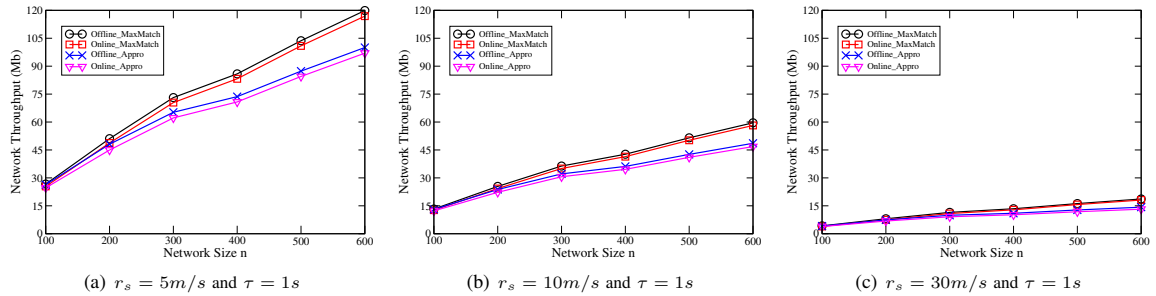 Network Throughput (Mb)
120
105
90
75
60
45
30
15
0
Offline_MaxMatch
Online_MaxMatch
Offline_Appro
Online_Appro
100 200 300 400 500 600
Network Size n
(a) r_s = 5m/s and τ = 1s
Network Throughput (Mb)
120
105
90
75
60
45
30
15
0
Offline_MaxMatch
Online_MaxMatch
Offline_Appro
Online_Appro
100 200 300 400 500 600
Network Size n
(b) r_s = 10m/s and τ = 1s
Network Throughput (Mb)
120
105
90
75
60
45
30
15
0
Offline_MaxMatch
Online_MaxMatch
Offline_Appro
Online_Appro
100 200 300 400 500 600
Network Size n
(c) r_s = 30m/s and τ = 1s